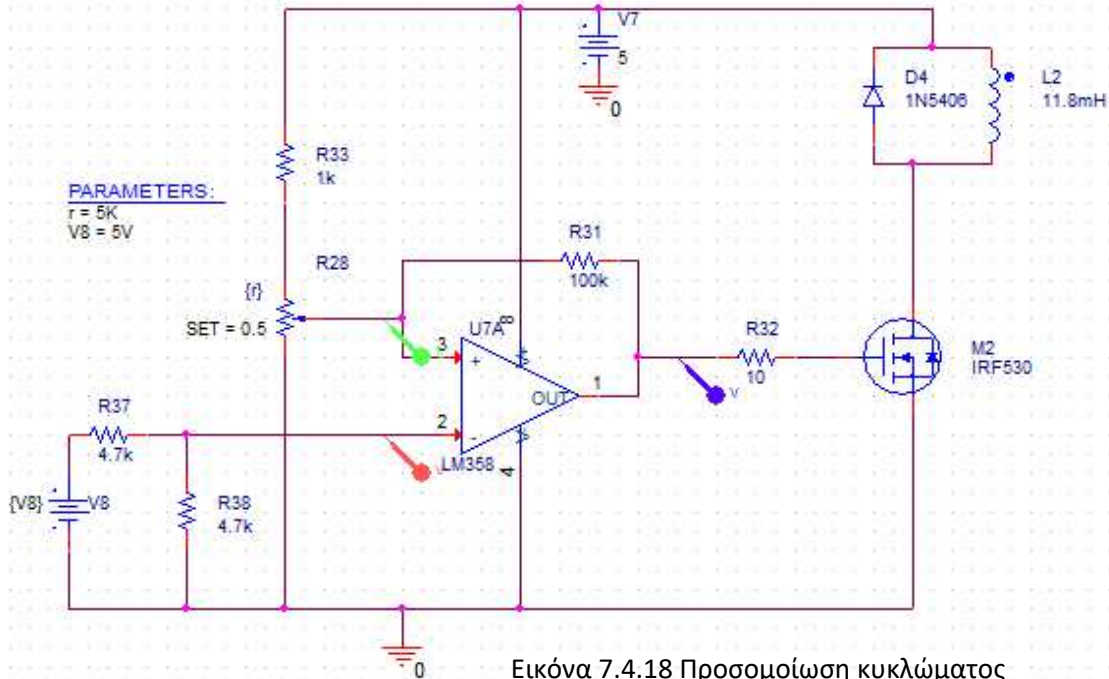 V7
5
0
D4
1N5406
L2
11.8mH
R33
1k
PARAMETERS:
r = 5K
V8 = 5V
R31
100k
R28
{r}
SET = 0.5
U7A
8
3
+
R32
10
M2
IRF530
1
OUT
V
R37
4.7k
2
-
LM358
4
{V8}
V8
R38
4.7k
0
Εικόνα 7.4.18 Προσομοίωση κυκλώματος